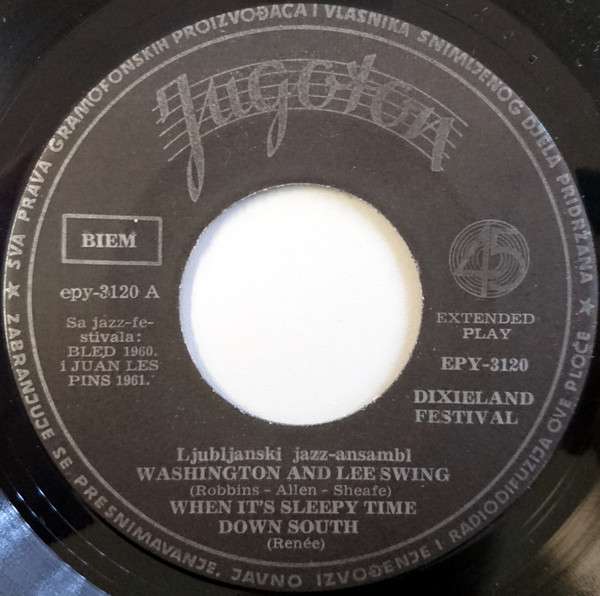 SVA PRAVA GRAMOFONSKIH PROIZVOĐAČA I VLASNIKA SNIMLJENOG DJELA PRIDRŽANA ★
ZABRANJUJE SE PRESNIMAVANJE, JAVNO IZVOĐENJE I RADIODIFUZIJA OVE PLOČE ★
Jugoton
BIEM
45
epy-3120 A
EXTENDED
PLAY
Sa jazz-fe-
stivala:
BLED 1960.
i JUAN LES
PINS 1961.
EPY-3120
DIXIELAND
FESTIVAL
Ljubljanski jazz-ansambl
WASHINGTON AND LEE SWING
(Robbins - Allen - Sheafe)
WHEN IT'S SLEEPY TIME
DOWN SOUTH
(Renée)